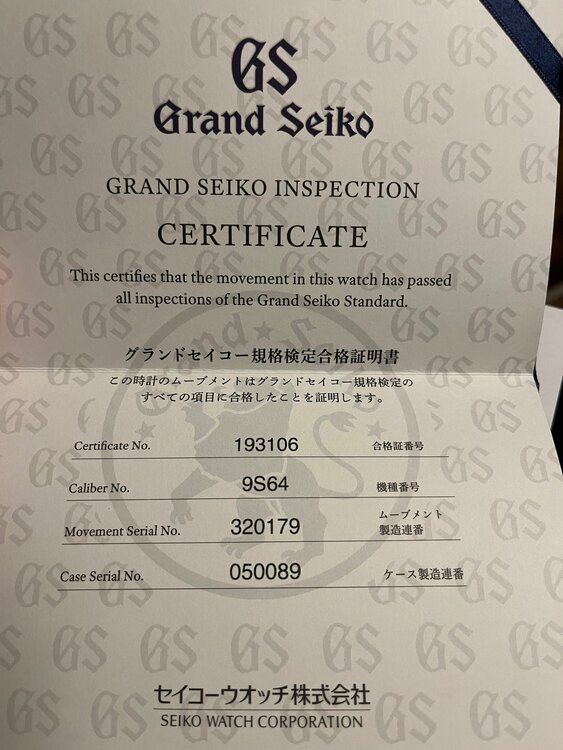 GS
Grand Seiko
GRAND SEIKO INSPECTION
CERTIFICATE
This certifies that the movement in this watch has passed
all inspections of the Grand Seiko Standard.
グランドセイコー規格検定合格証明書
この時計のムーブメントはグランドセイコー規格検定の
すべての項目に合格したことを証明します。
Certificate No. 193106 合格証番号
Caliber No. 9S64 機種番号
Movement Serial No. 320179 ムーブメント製造連番
Case Serial No. 050089 ケース製造連番
セイコーウオッチ株式会社
SEIKO WATCH CORPORATION